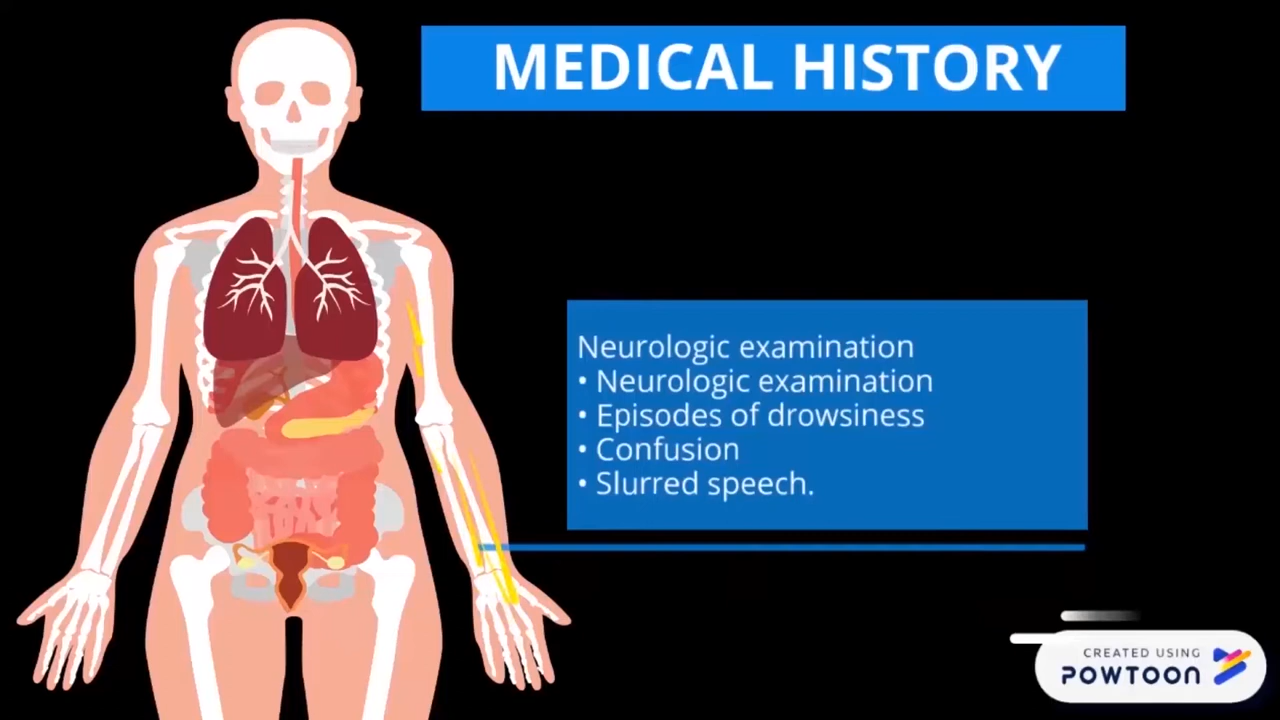 MEDICAL HISTORY
Neurologic examination
• Neurologic examination
• Episodes of drowsiness
• Confusion
• Slurred speech.
CREATED USING
POWTOON